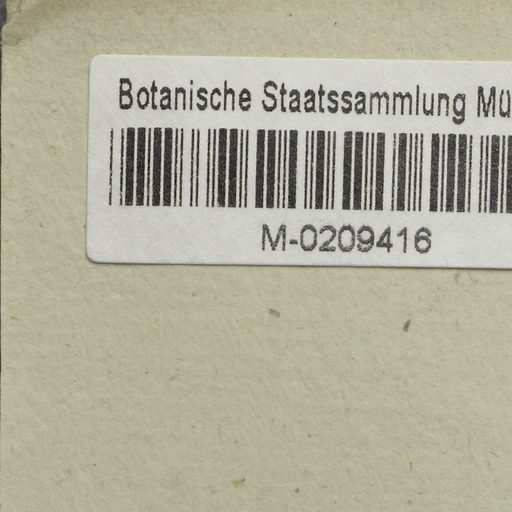 Botanische Staatssammlung Mü
M-0209416